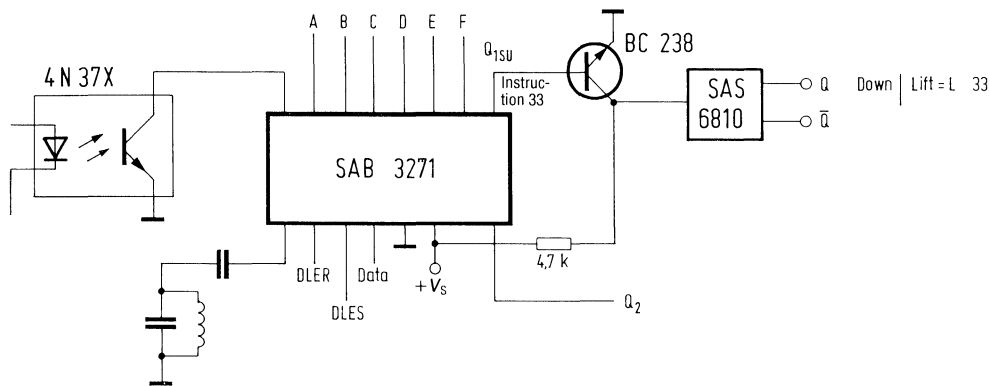 A B C D E F
Q1SU
BC 238
4N37X
Instruc-
tion 33
SAS
6810
Q
Down | Lift = L 33
Q̅
SAB 3271
4,7 k
DLER
Data
+VS
DLES
Q2